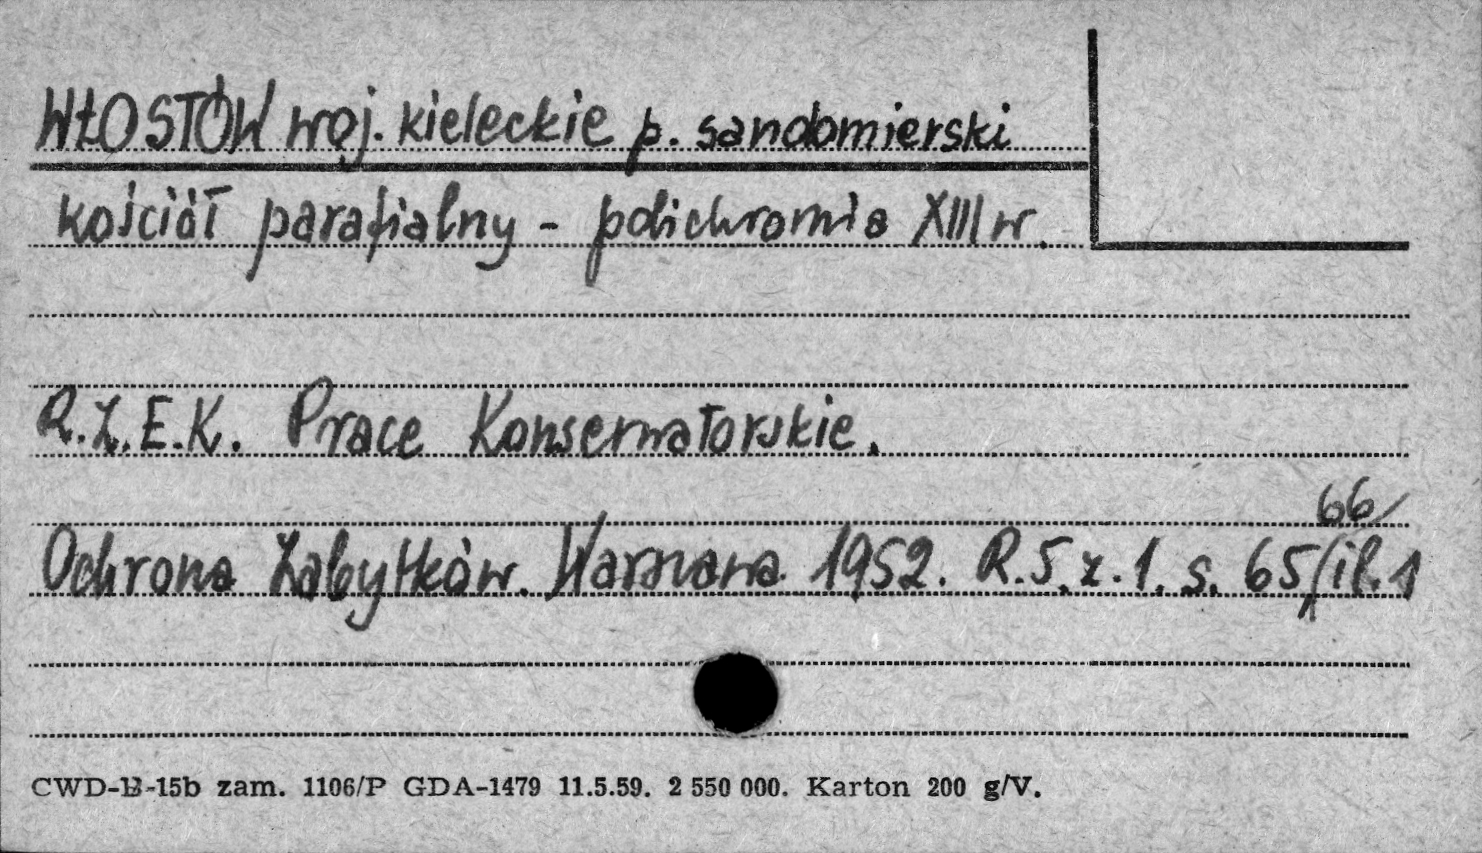 WŁOSTÓW woj. kieleckie p. sandomierski
kościół parafialny - polichromia XIII w.
R.Z.E.K. Prace Konserwatorskie.
66/
Ochrona Zabytków. Warszawa 1952. R.5. z.1. s. 65/il.1
CWD-B-15b zam. 1106/P GDA-1479 11.5.59. 2 550 000. Karton 200 g/V.